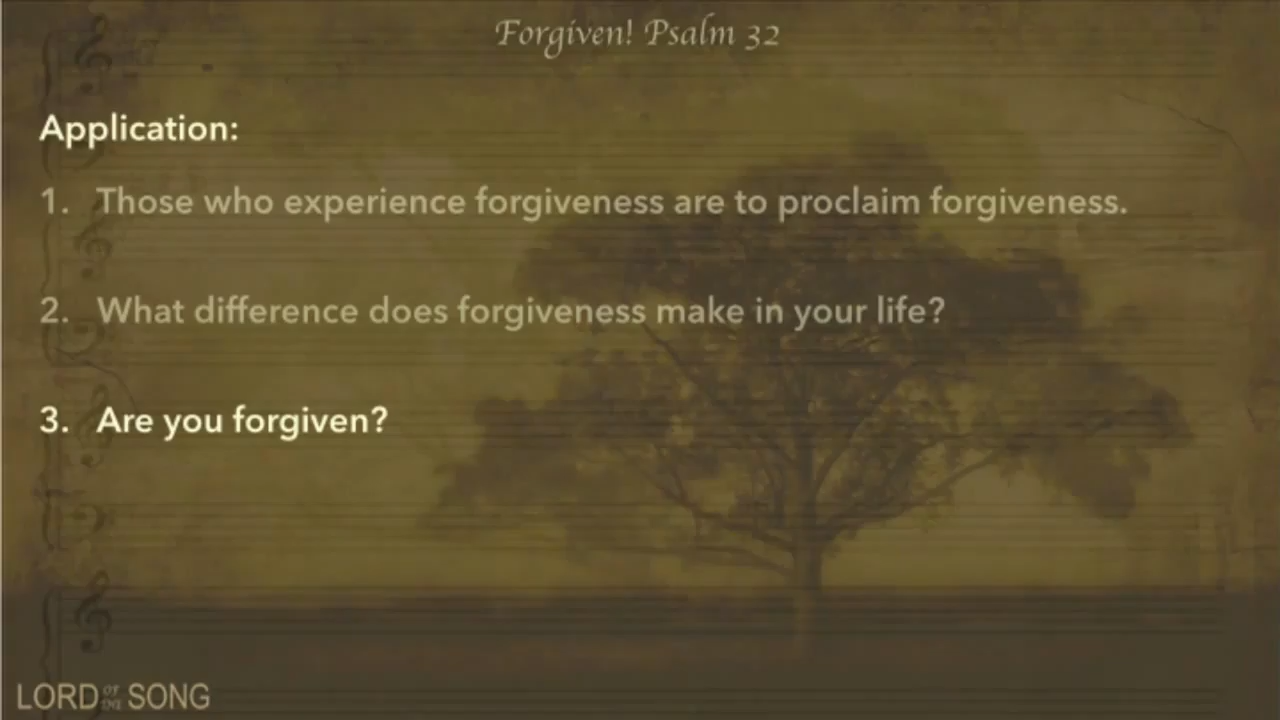 Forgiven! Psalm 32
Application:
1. Those who experience forgiveness are to proclaim forgiveness.
2. What difference does forgiveness make in your life?
3. Are you forgiven?
LORD OF THE SONG